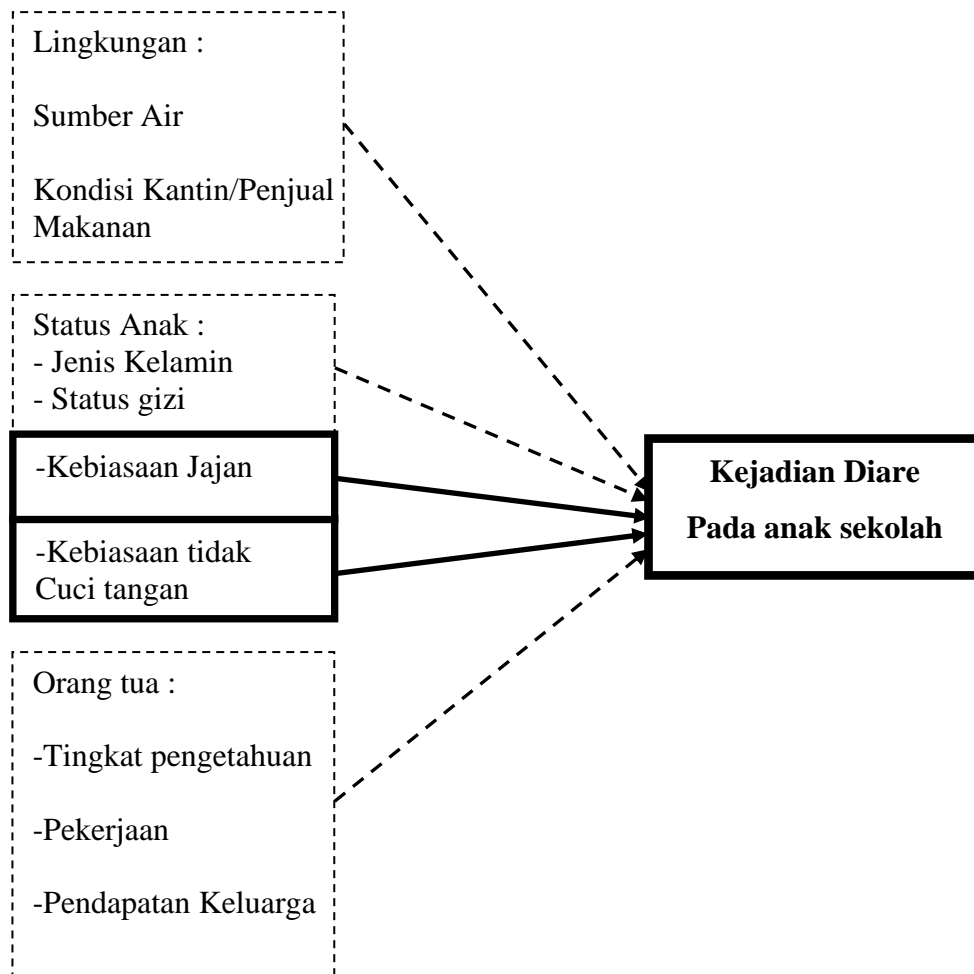 Lingkungan :
Sumber Air
Kondisi Kantin/Penjual
Makanan
Status Anak :
- Jenis Kelamin
- Status gizi
-Kebiasaan Jajan
-Kebiasaan tidak
Cuci tangan
Orang tua :
-Tingkat pengetahuan
-Pekerjaan
-Pendapatan Keluarga
Kejadian Diare
Pada anak sekolah